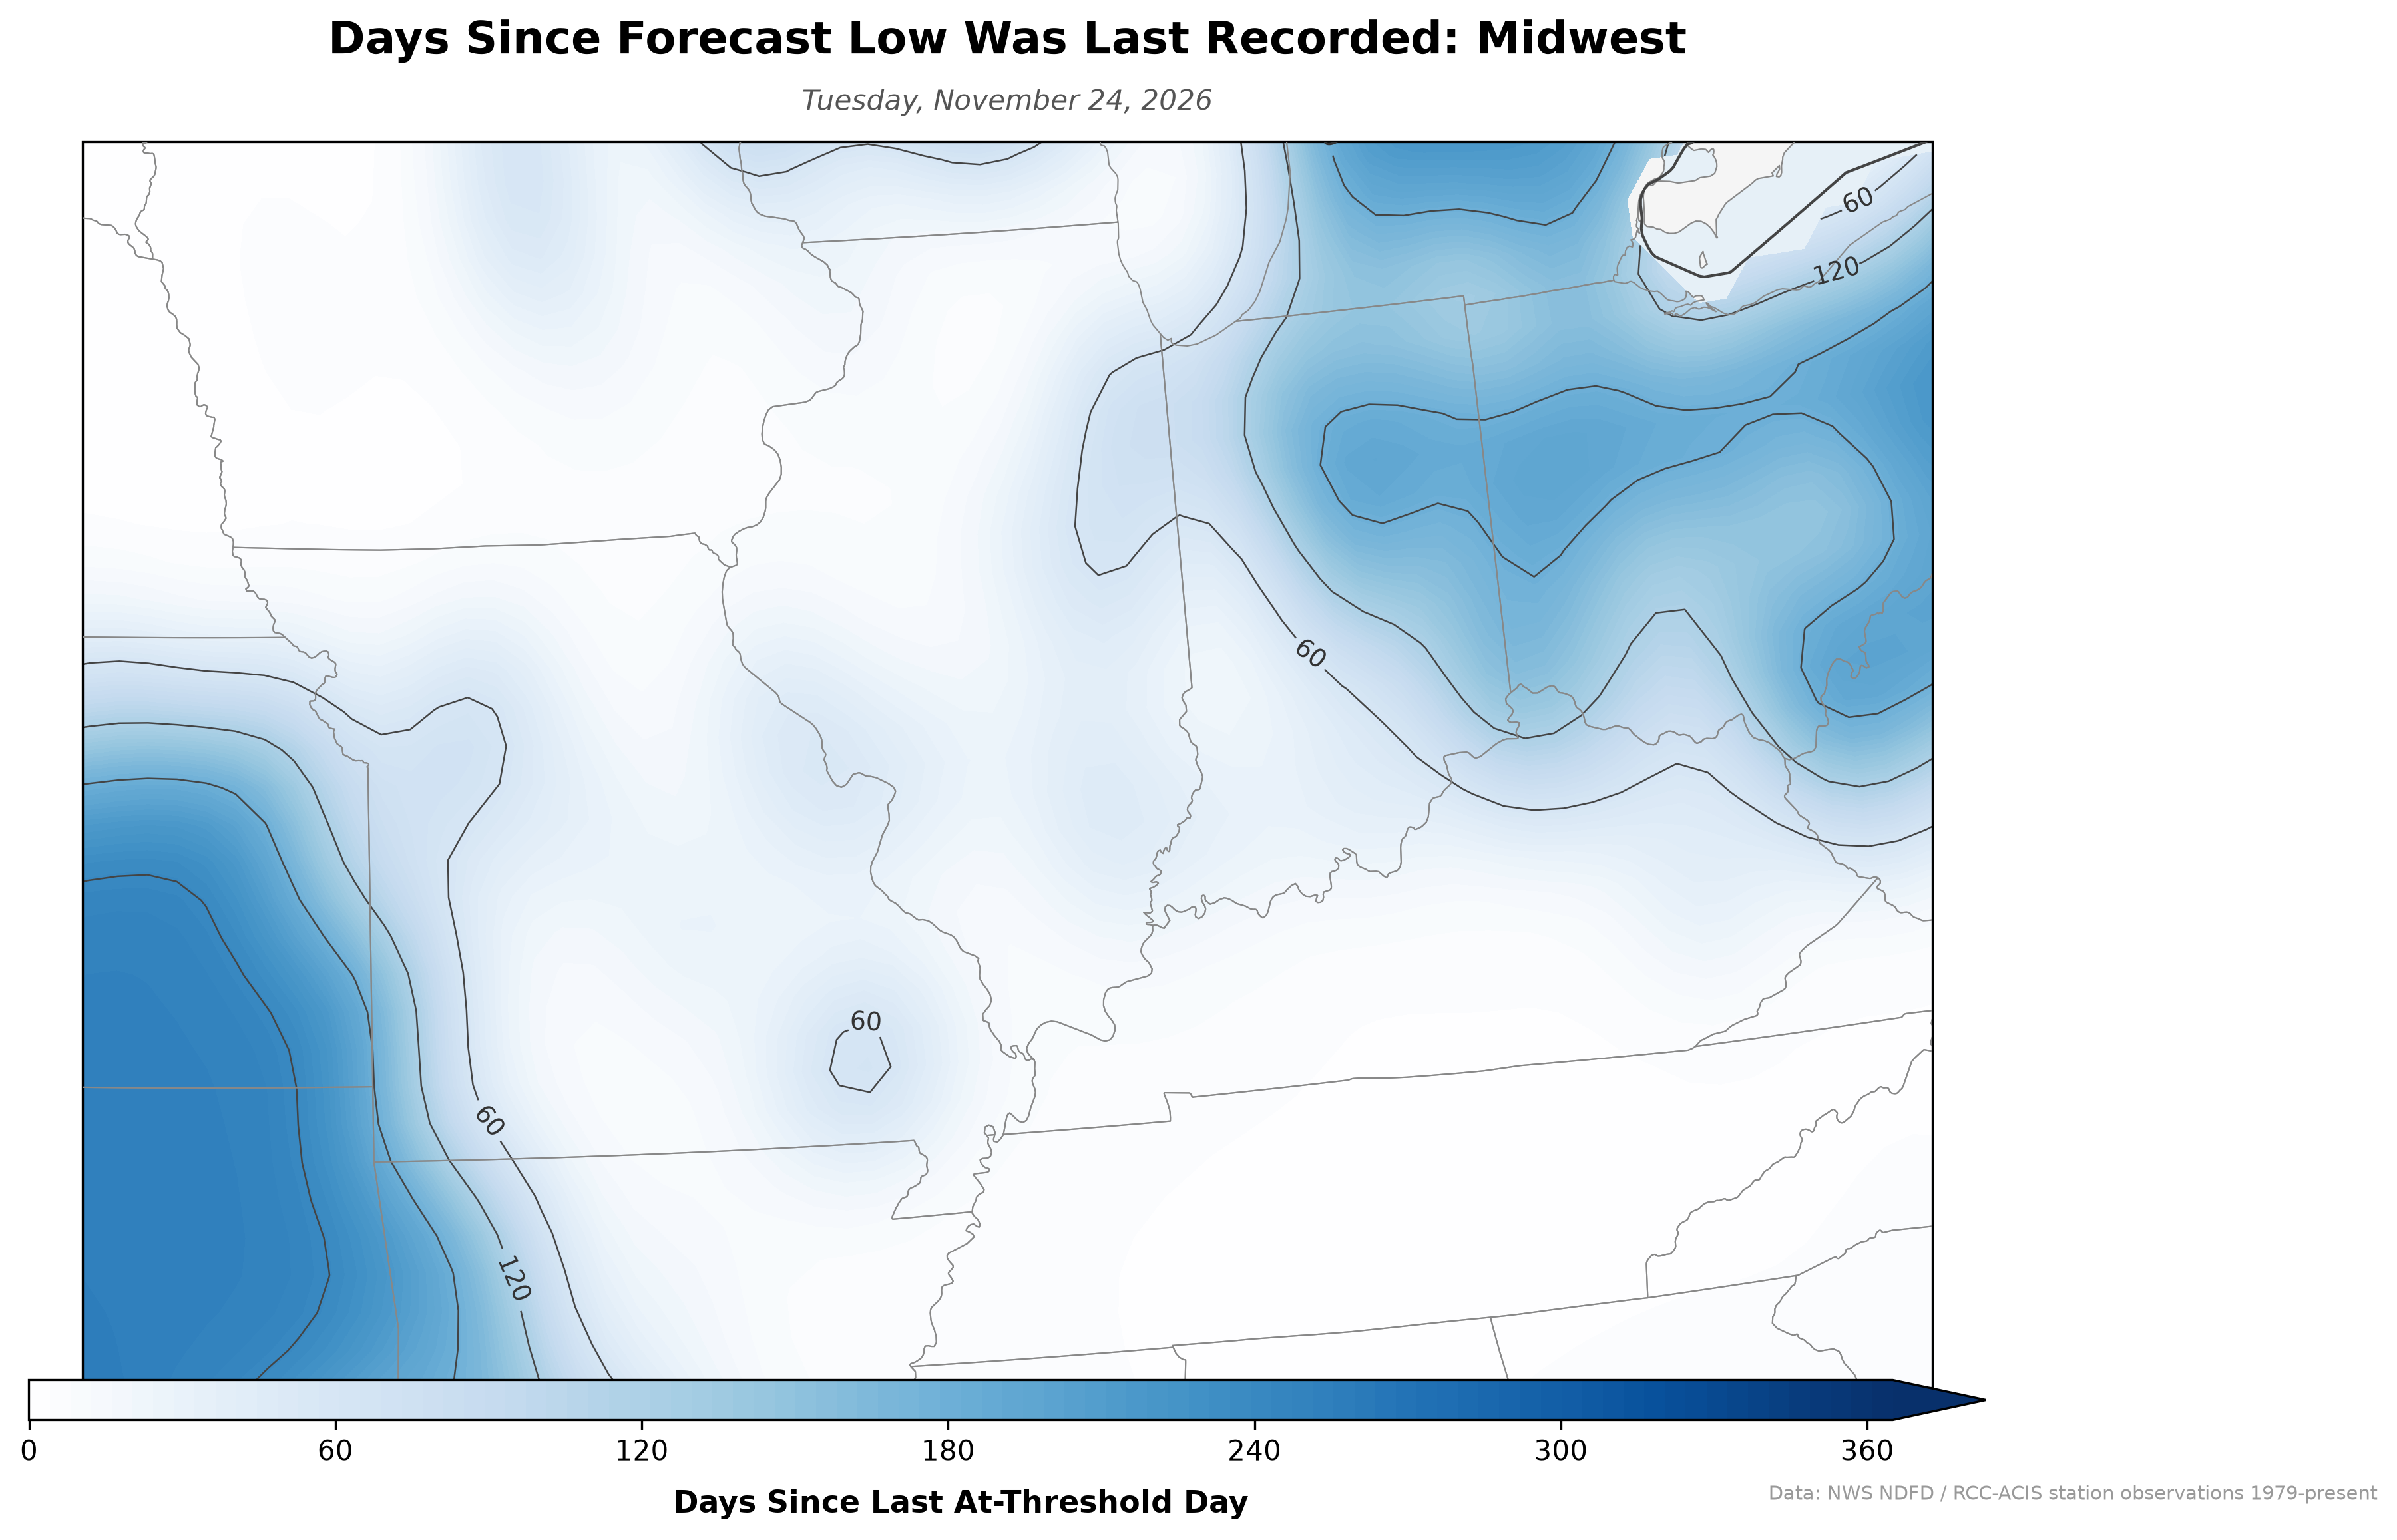 Days Since Forecast Low Was Last Recorded: Midwest
Tuesday, November 24, 2026
60
120
60
60
60
120
0 60 120 180 240 300 360
Days Since Last At-Threshold Day
Data: NWS NDFD / RCC-ACIS station observations 1979-present